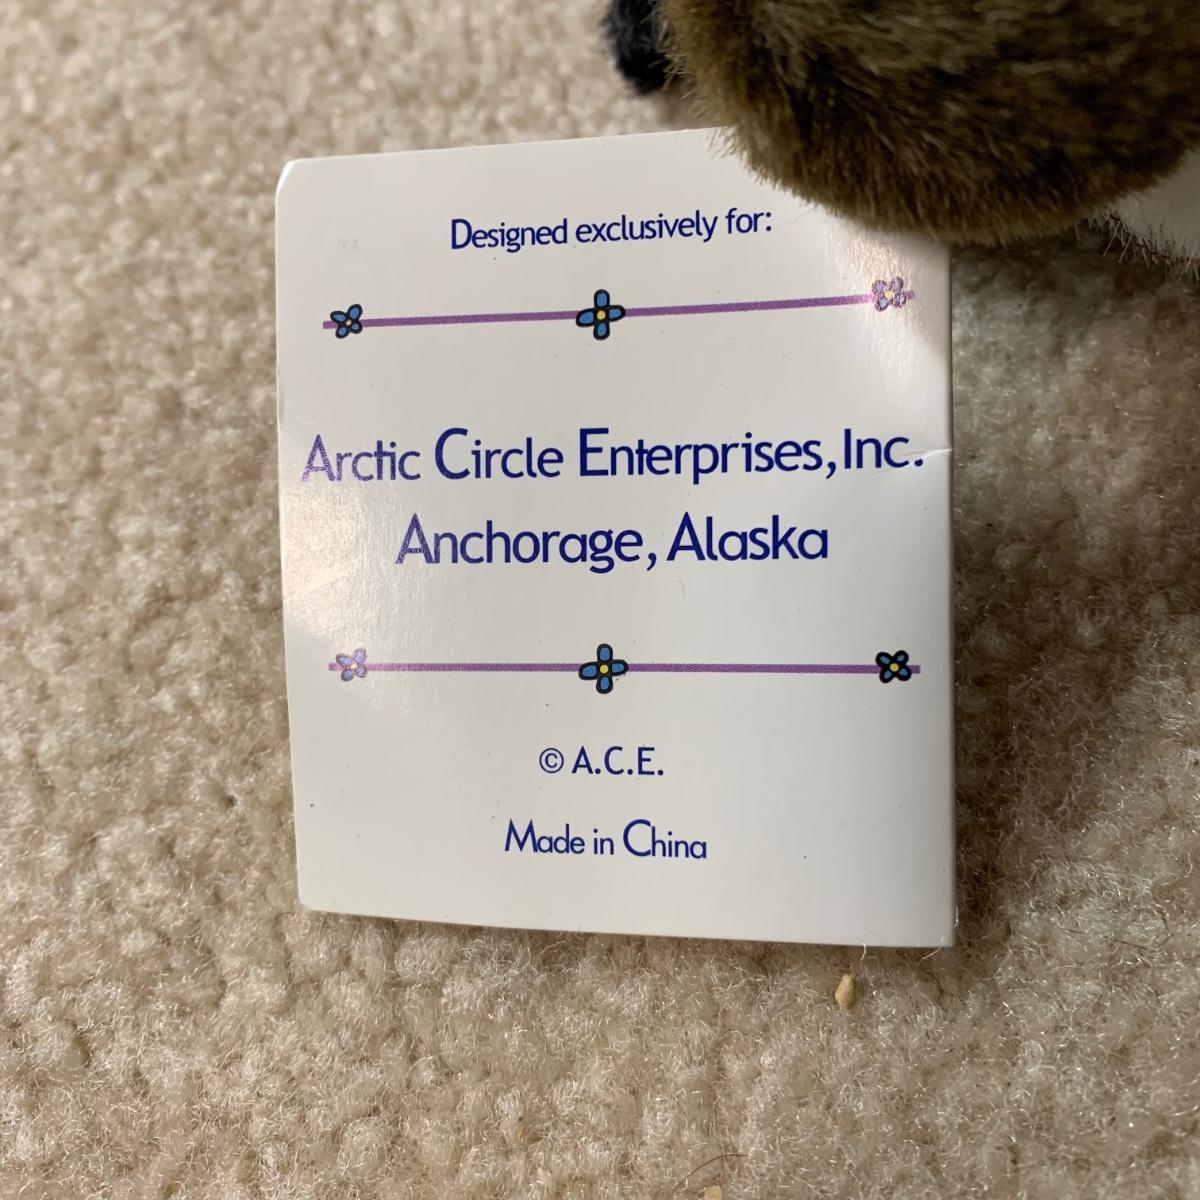 Designed exclusively for:
Arctic Circle Enterprises, Inc.
Anchorage, Alaska
© A.C.E.
Made in China